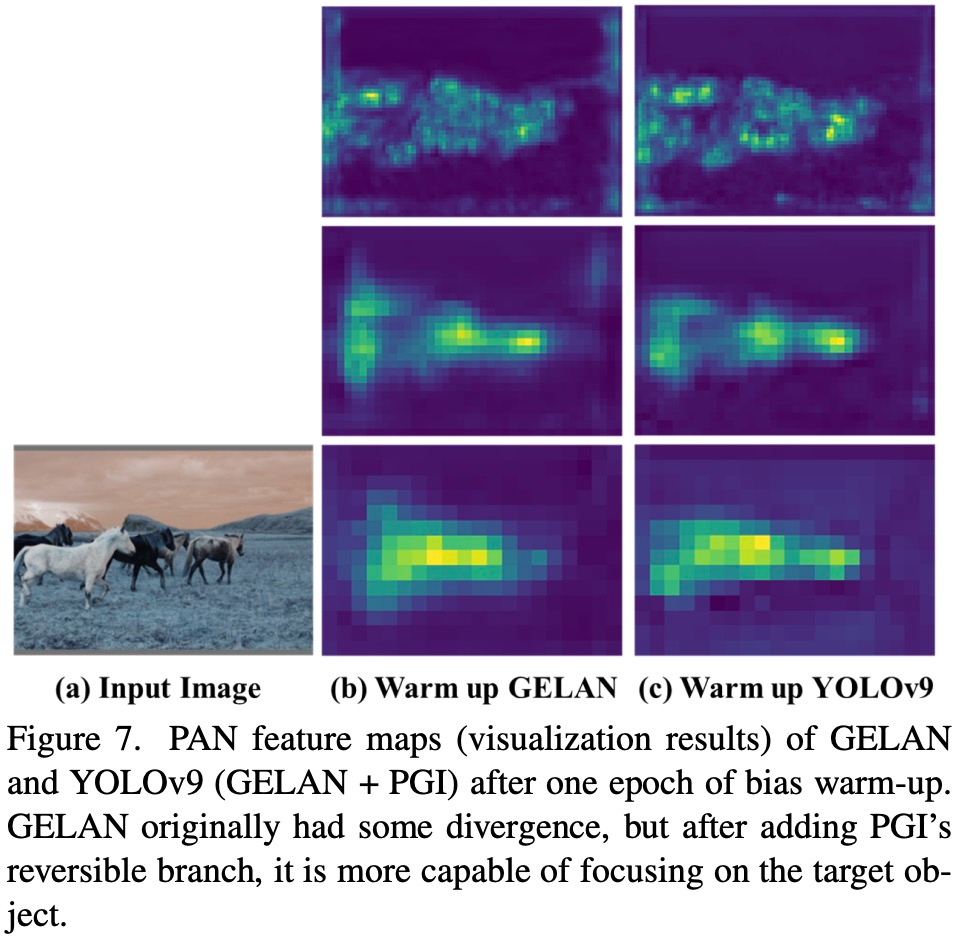 (a) Input Image (b) Warm up GELAN (c) Warm up YOLOv9
Figure 7. PAN feature maps (visualization results) of GELAN
and YOLOv9 (GELAN + PGI) after one epoch of bias warm-up.
GELAN originally had some divergence, but after adding PGI's
reversible branch, it is more capable of focusing on the target ob-
ject.